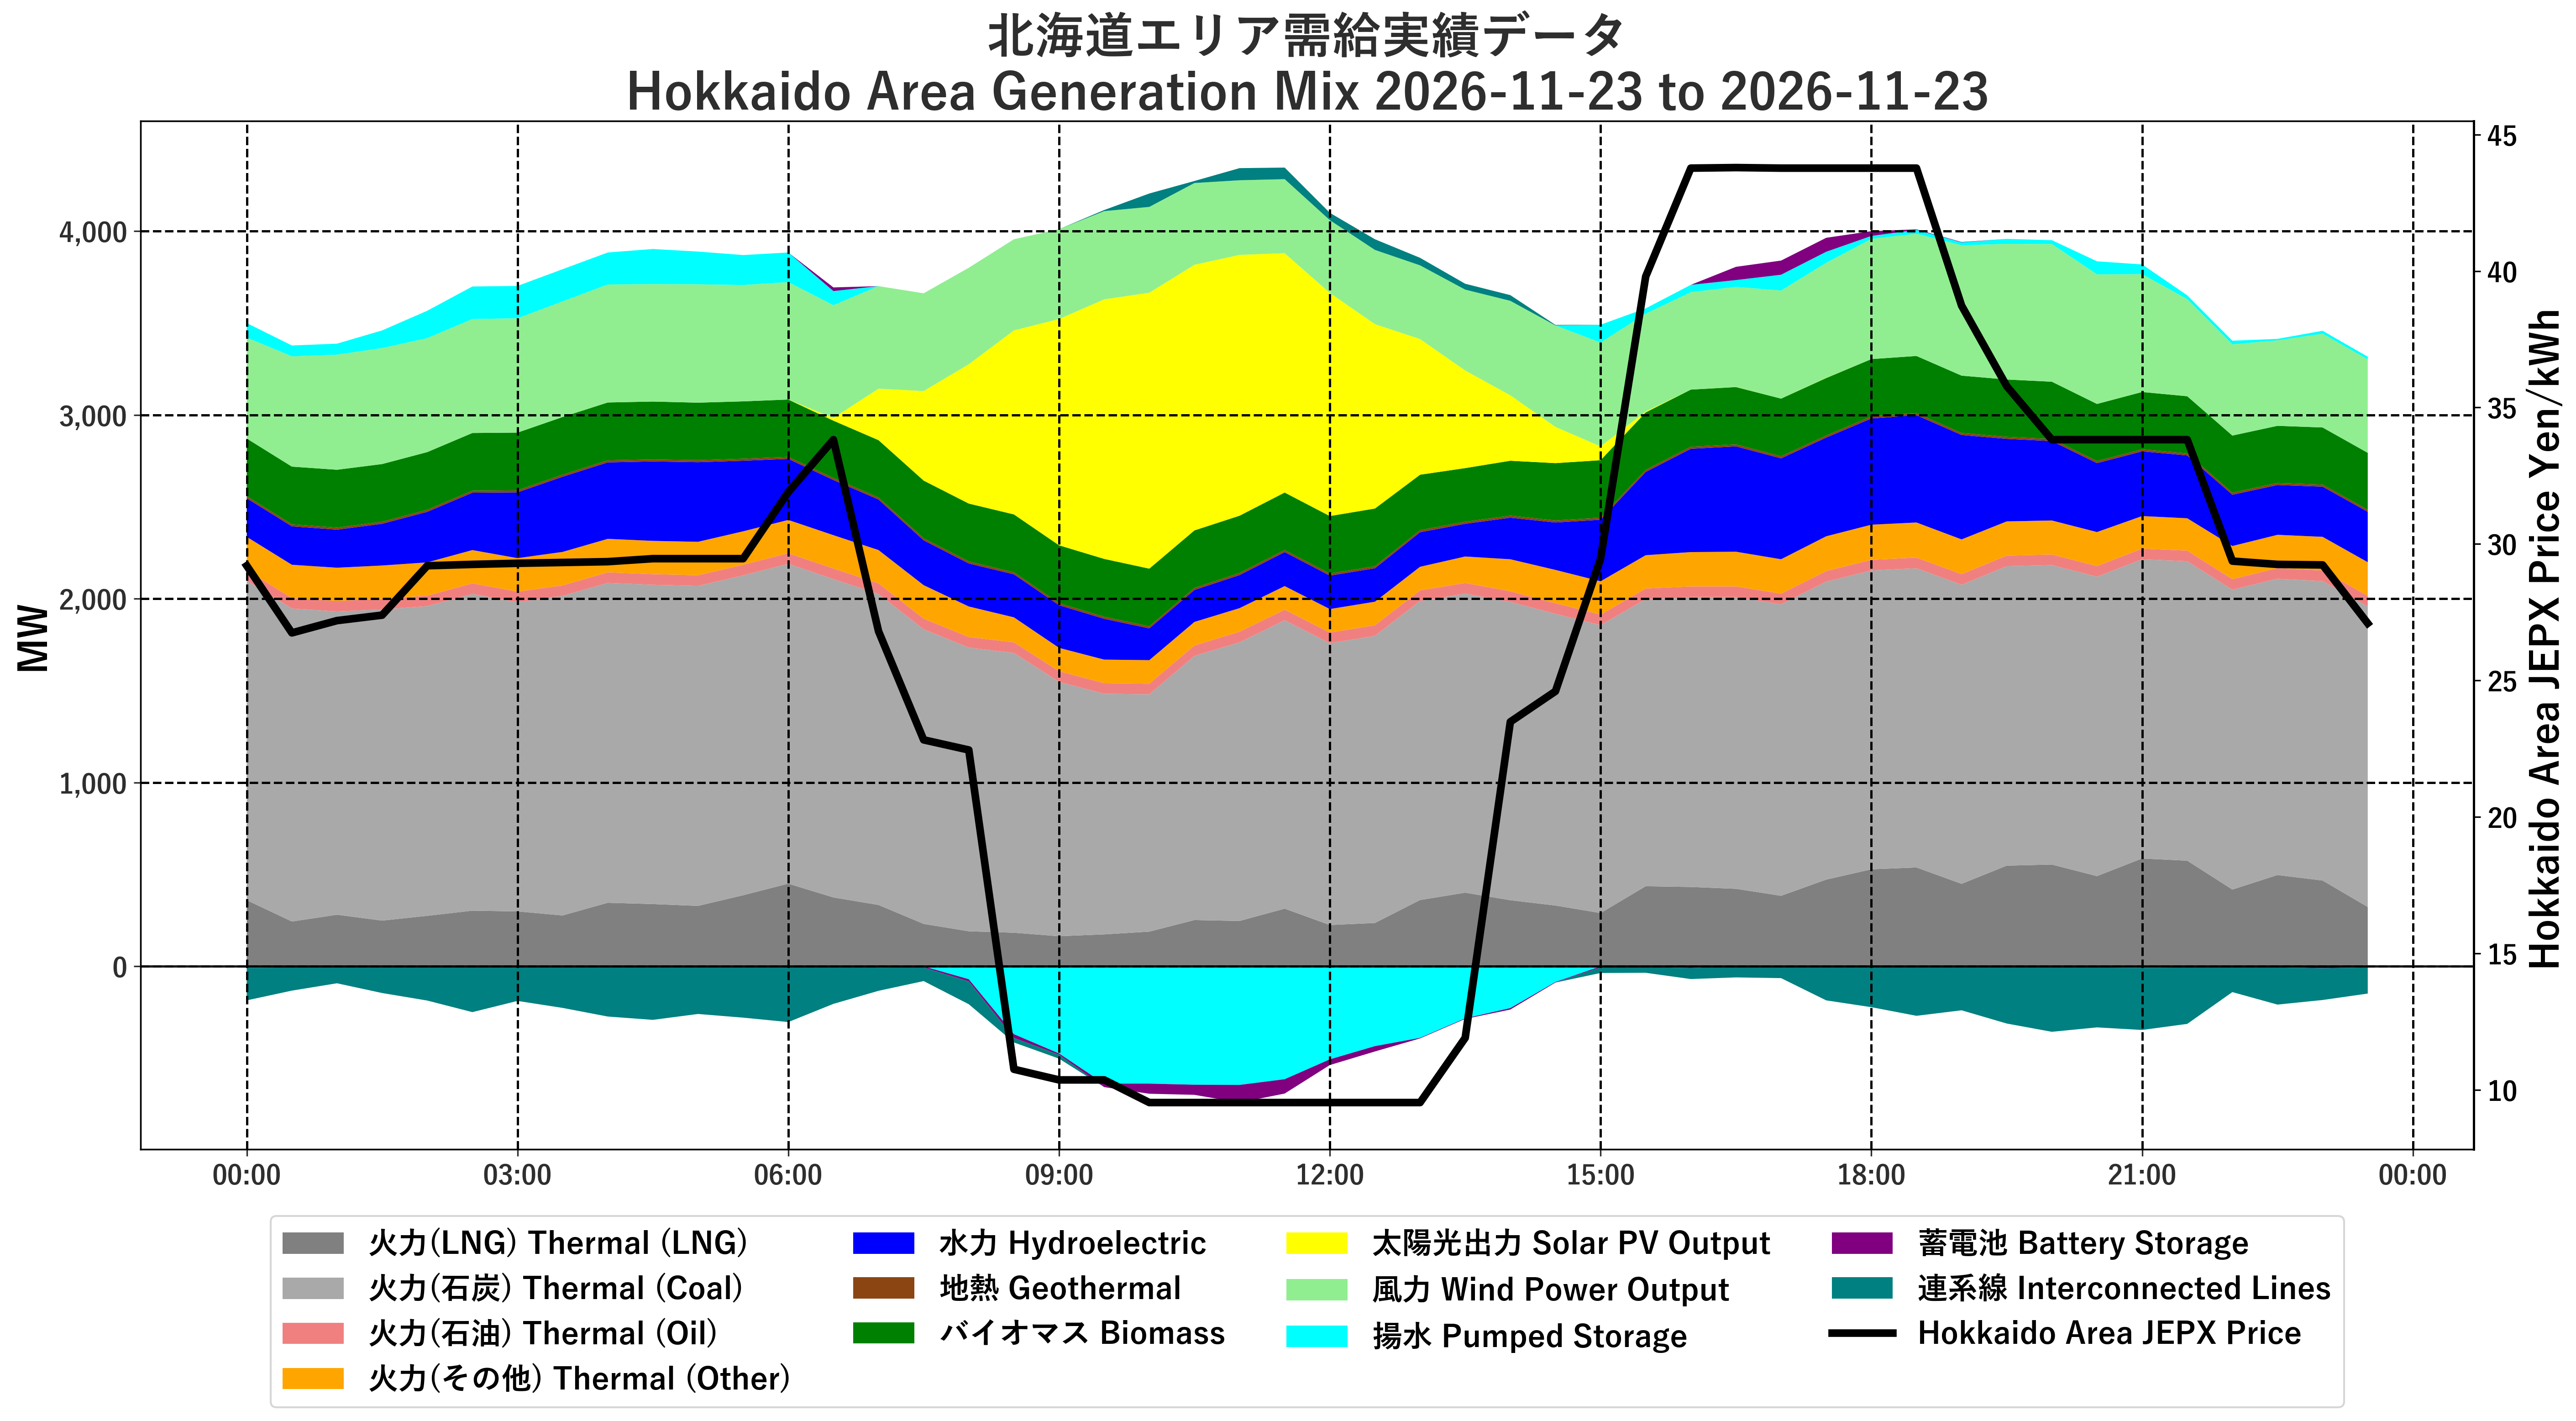 北海道エリア需給実績データ
Hokkaido Area Generation Mix 2026-11-23 to 2026-11-23
MW
4,000
3,000
2,000
1,000
0
45
40
35
30
25
20
15
10
Hokkaido Area JEPX Price Yen/kWh
00:00 03:00 06:00 09:00 12:00 15:00 18:00 21:00 00:00
火力(LNG) Thermal (LNG)
火力(石炭) Thermal (Coal)
火力(石油) Thermal (Oil)
火力(その他) Thermal (Other)
水力 Hydroelectric
地熱 Geothermal
バイオマス Biomass
太陽光出力 Solar PV Output
風力 Wind Power Output
揚水 Pumped Storage
蓄電池 Battery Storage
連系線 Interconnected Lines
Hokkaido Area JEPX Price